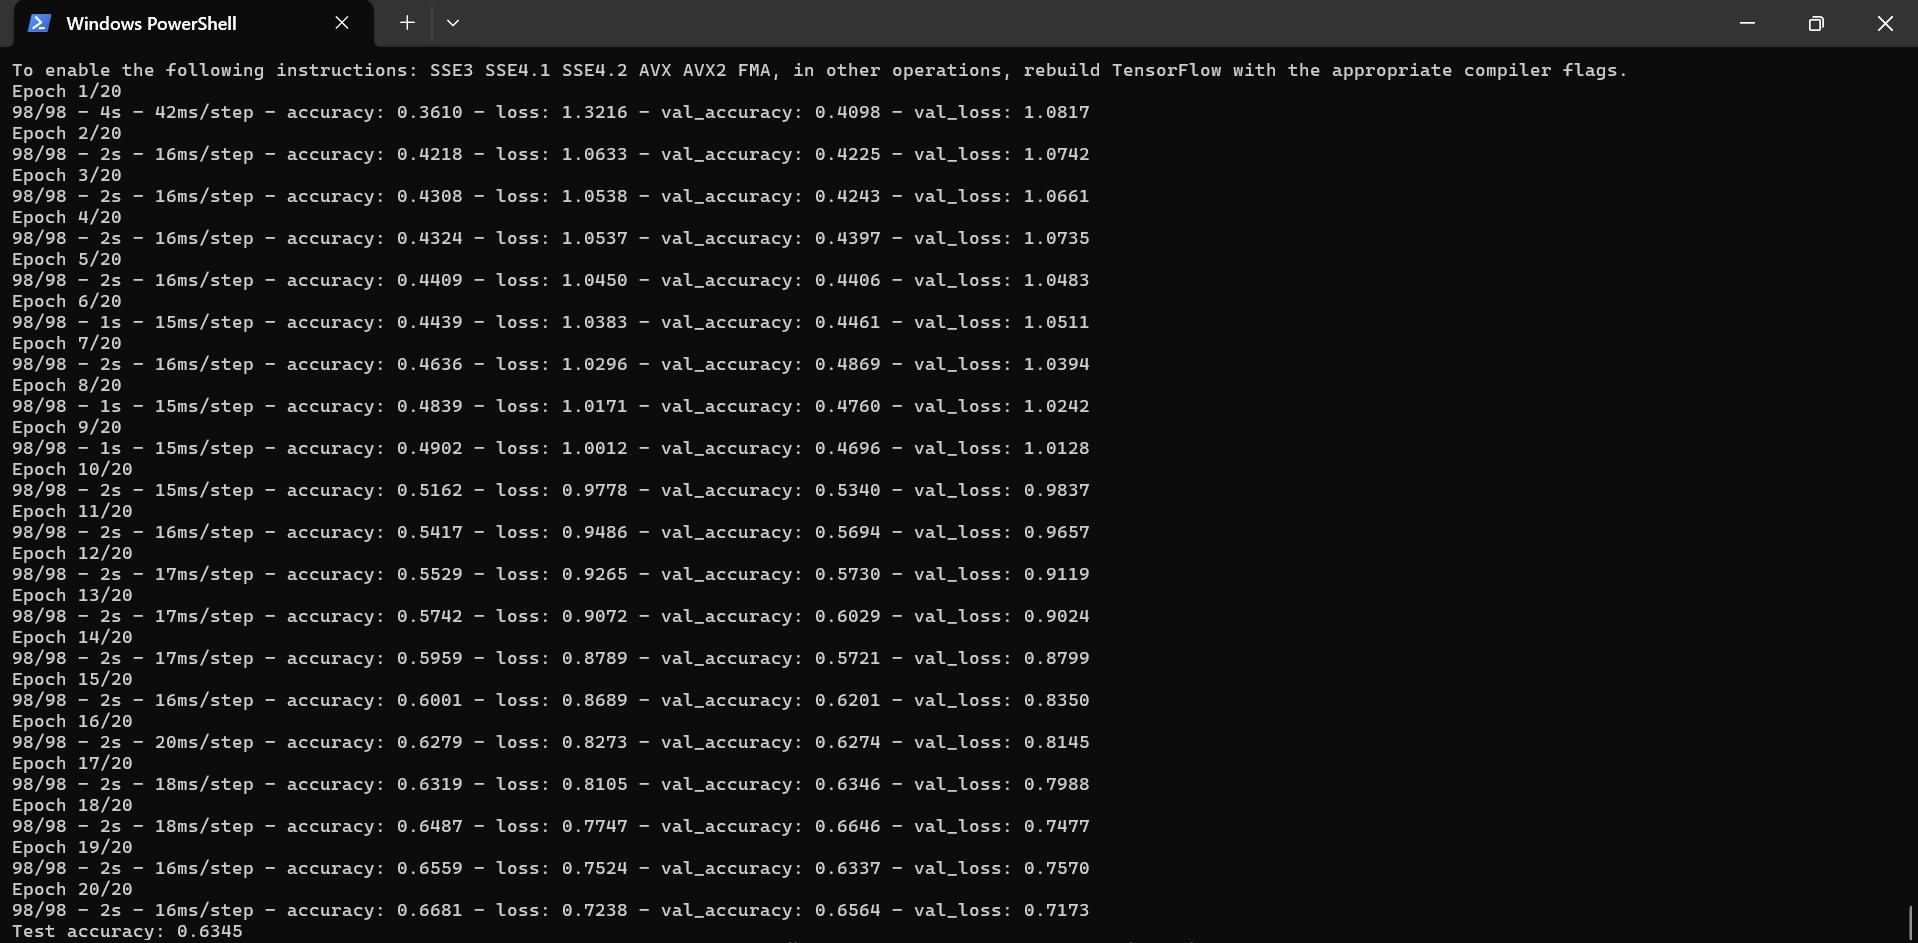 Windows PowerShell
To enable the following instructions: SSE3 SSE4.1 SSE4.2 AVX AVX2 FMA, in other operations, rebuild TensorFlow with the appropriate compiler flags.
Epoch 1/20
98/98 - 4s - 42ms/step - accuracy: 0.3610 - loss: 1.3216 - val_accuracy: 0.4098 - val_loss: 1.0817
Epoch 2/20
98/98 - 2s - 16ms/step - accuracy: 0.4218 - loss: 1.0633 - val_accuracy: 0.4225 - val_loss: 1.0742
Epoch 3/20
98/98 - 2s - 16ms/step - accuracy: 0.4308 - loss: 1.0538 - val_accuracy: 0.4243 - val_loss: 1.0661
Epoch 4/20
98/98 - 2s - 16ms/step - accuracy: 0.4324 - loss: 1.0537 - val_accuracy: 0.4397 - val_loss: 1.0735
Epoch 5/20
98/98 - 2s - 16ms/step - accuracy: 0.4409 - loss: 1.0450 - val_accuracy: 0.4406 - val_loss: 1.0483
Epoch 6/20
98/98 - 1s - 15ms/step - accuracy: 0.4439 - loss: 1.0383 - val_accuracy: 0.4461 - val_loss: 1.0511
Epoch 7/20
98/98 - 2s - 16ms/step - accuracy: 0.4636 - loss: 1.0296 - val_accuracy: 0.4869 - val_loss: 1.0394
Epoch 8/20
98/98 - 1s - 15ms/step - accuracy: 0.4839 - loss: 1.0171 - val_accuracy: 0.4760 - val_loss: 1.0242
Epoch 9/20
98/98 - 1s - 15ms/step - accuracy: 0.4902 - loss: 1.0012 - val_accuracy: 0.4696 - val_loss: 1.0128
Epoch 10/20
98/98 - 2s - 15ms/step - accuracy: 0.5162 - loss: 0.9778 - val_accuracy: 0.5340 - val_loss: 0.9837
Epoch 11/20
98/98 - 2s - 16ms/step - accuracy: 0.5417 - loss: 0.9486 - val_accuracy: 0.5694 - val_loss: 0.9657
Epoch 12/20
98/98 - 2s - 17ms/step - accuracy: 0.5529 - loss: 0.9265 - val_accuracy: 0.5730 - val_loss: 0.9119
Epoch 13/20
98/98 - 2s - 17ms/step - accuracy: 0.5742 - loss: 0.9072 - val_accuracy: 0.6029 - val_loss: 0.9024
Epoch 14/20
98/98 - 2s - 17ms/step - accuracy: 0.5959 - loss: 0.8789 - val_accuracy: 0.5721 - val_loss: 0.8799
Epoch 15/20
98/98 - 2s - 16ms/step - accuracy: 0.6001 - loss: 0.8689 - val_accuracy: 0.6201 - val_loss: 0.8350
Epoch 16/20
98/98 - 2s - 20ms/step - accuracy: 0.6279 - loss: 0.8273 - val_accuracy: 0.6274 - val_loss: 0.8145
Epoch 17/20
98/98 - 2s - 18ms/step - accuracy: 0.6319 - loss: 0.8105 - val_accuracy: 0.6346 - val_loss: 0.7988
Epoch 18/20
98/98 - 2s - 18ms/step - accuracy: 0.6487 - loss: 0.7747 - val_accuracy: 0.6646 - val_loss: 0.7477
Epoch 19/20
98/98 - 2s - 16ms/step - accuracy: 0.6559 - loss: 0.7524 - val_accuracy: 0.6337 - val_loss: 0.7570
Epoch 20/20
98/98 - 2s - 16ms/step - accuracy: 0.6681 - loss: 0.7238 - val_accuracy: 0.6564 - val_loss: 0.7173
Test accuracy: 0.6345